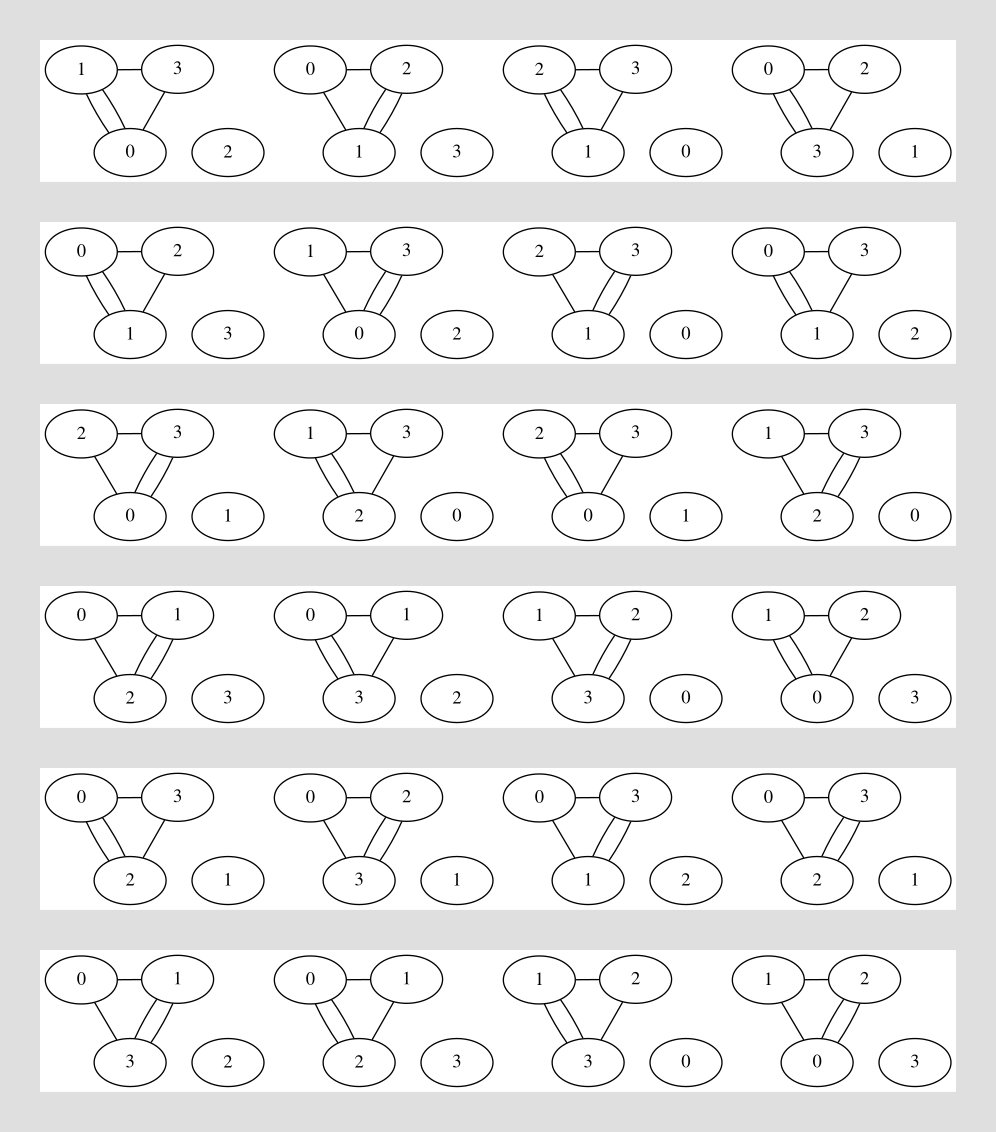 1 3 0 2 2 3 0 2
0 2 1 3 1 0 3 1
0 2 1 3 2 3 0 3
1 3 0 2 1 0 1 2
2 3 1 3 2 3 1 3
0 1 2 0 0 1 2 0
0 1 0 1 1 2 1 2
2 3 3 2 3 0 0 3
0 3 0 2 0 3 0 3
2 1 3 1 1 2 2 1
0 1 0 1 1 2 1 2
3 2 2 3 3 0 0 3